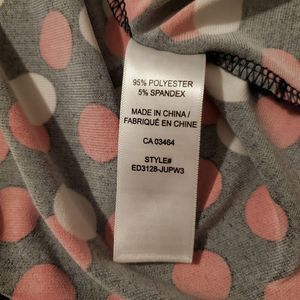 95% POLYESTER
5% SPANDEX
MADE IN CHINA /
FABRIQUÉ EN CHINE
CA 03464
STYLE#
ED3128-JUPW3